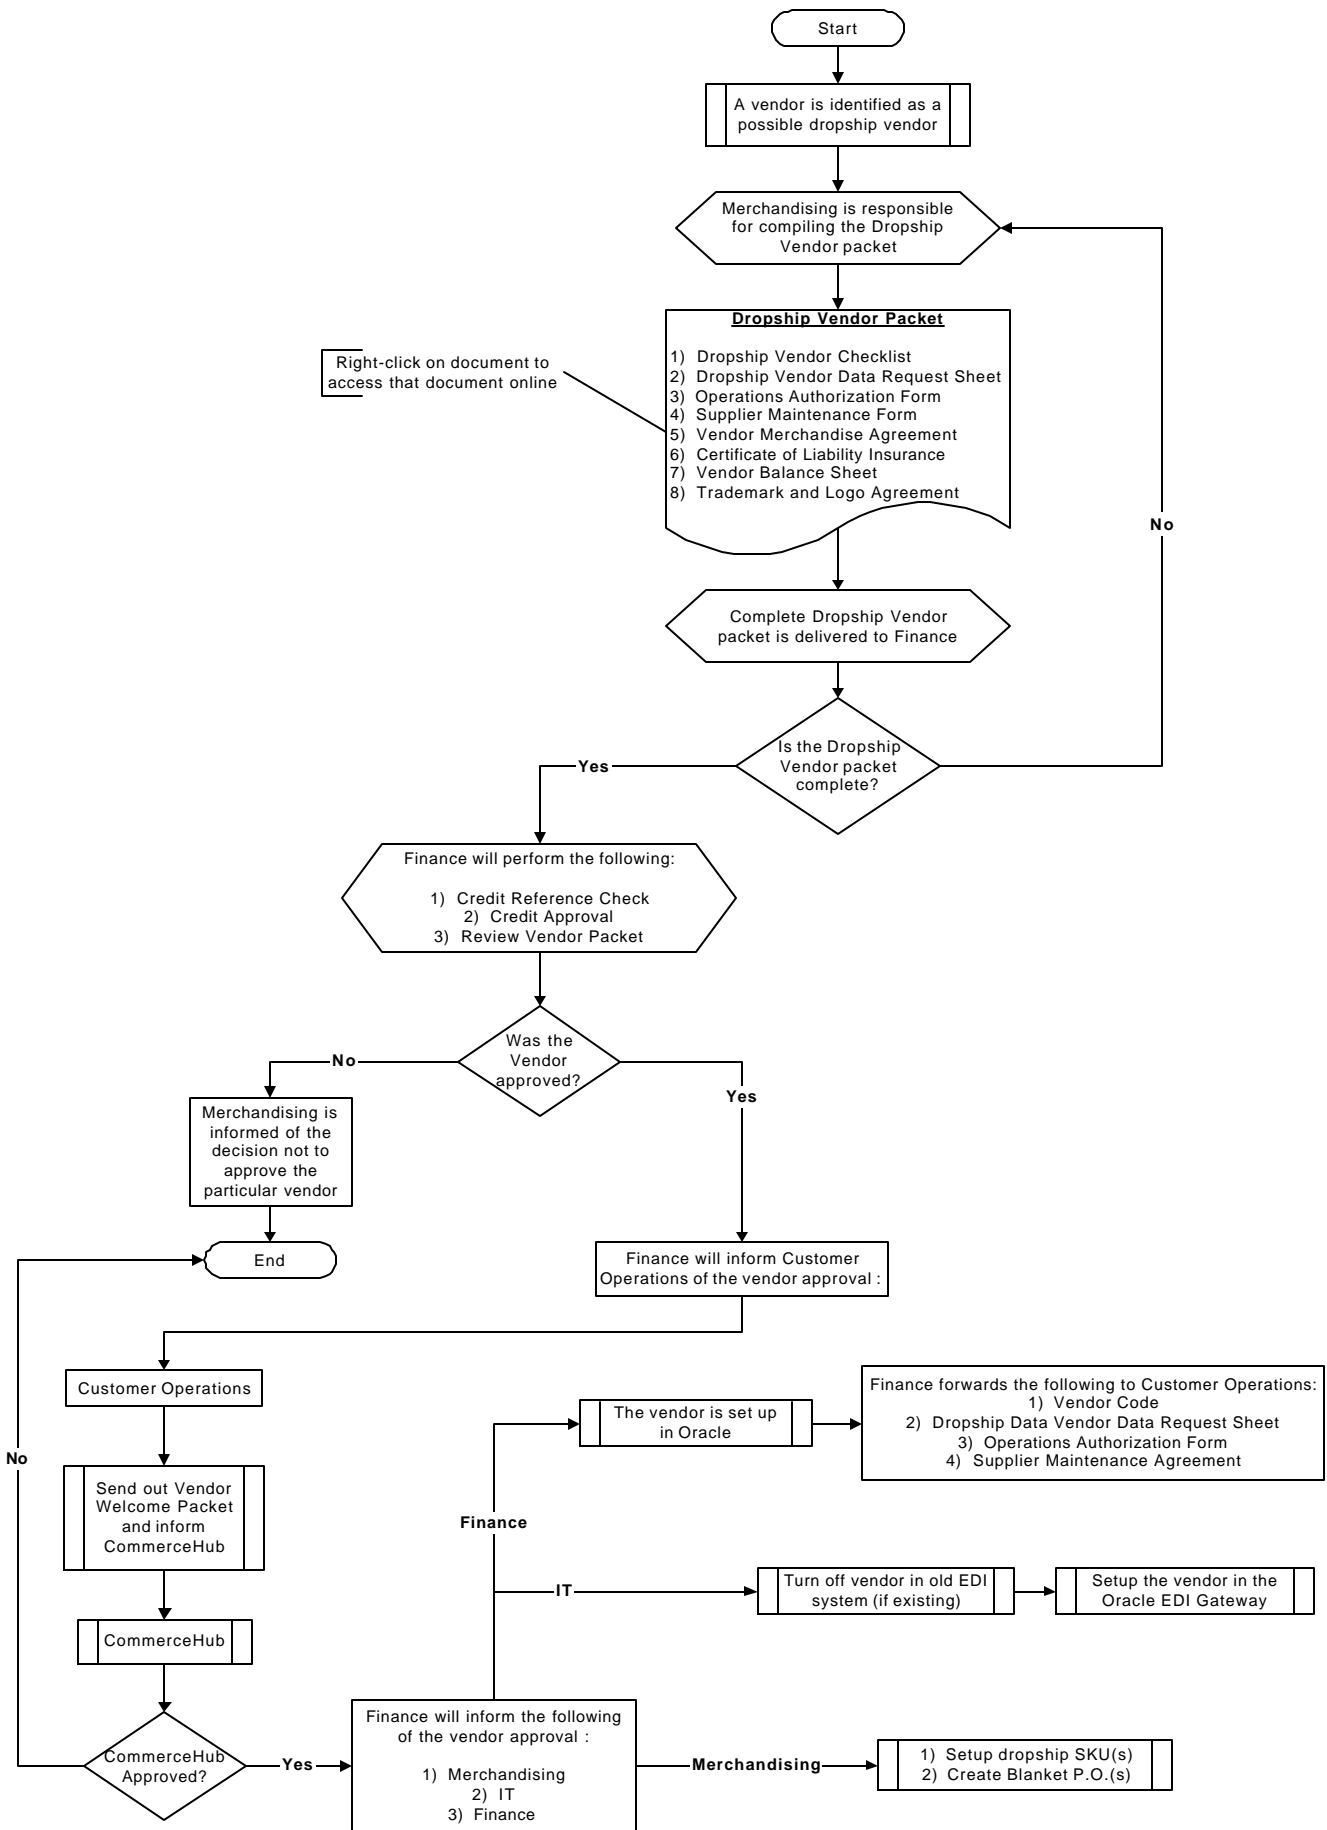 Start
A vendor is identified as a
possible dropship vendor
Merchandising is responsible
for compiling the Dropship
Vendor packet
Dropship Vendor Packet
1) Dropship Vendor Checklist
2) Dropship Vendor Data Request Sheet
3) Operations Authorization Form
4) Supplier Maintenance Form
5) Vendor Merchandise Agreement
6) Certificate of Liability Insurance
7) Vendor Balance Sheet
8) Trademark and Logo Agreement
Right-click on document to
access that document online
No
Complete Dropship Vendor
packet is delivered to Finance
Is the Dropship
Vendor packet
complete?
Yes
Finance will perform the following:
1) Credit Reference Check
2) Credit Approval
3) Review Vendor Packet
Was the
Vendor
approved?
No
Yes
Merchandising is
informed of the
decision not to
approve the
particular vendor
End
Finance will inform Customer
Operations of the vendor approval :
Customer Operations
No
Send out Vendor
Welcome Packet
and inform
CommerceHub
CommerceHub
CommerceHub
Approved?
Yes
Finance will inform the following
of the vendor approval :
1) Merchandising
2) IT
3) Finance
Finance
The vendor is set up
in Oracle
Finance forwards the following to Customer Operations:
1) Vendor Code
2) Dropship Data Vendor Data Request Sheet
3) Operations Authorization Form
4) Supplier Maintenance Agreement
IT
Turn off vendor in old EDI
system (if existing)
Setup the vendor in the
Oracle EDI Gateway
Merchandising
1) Setup dropship SKU(s)
2) Create Blanket P.O.(s)